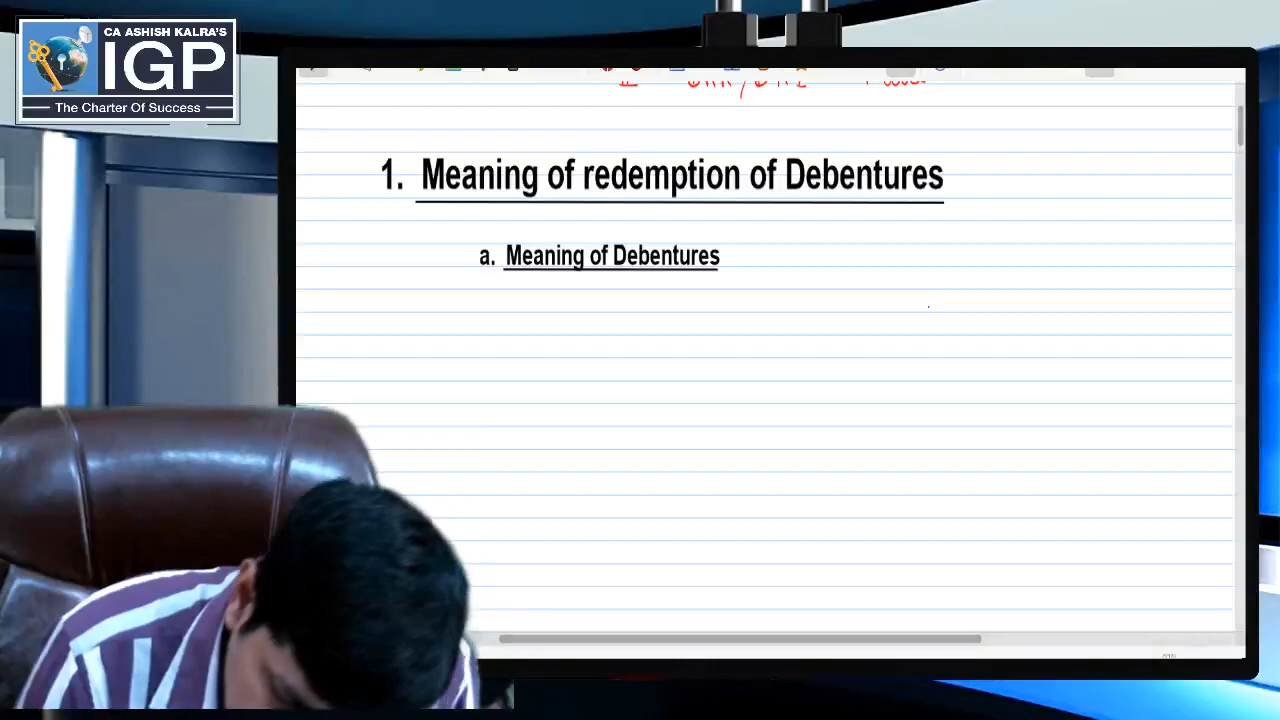 CA ASHISH KALRA'S
IGP
The Charter Of Success
1. Meaning of redemption of Debentures
a. Meaning of Debentures